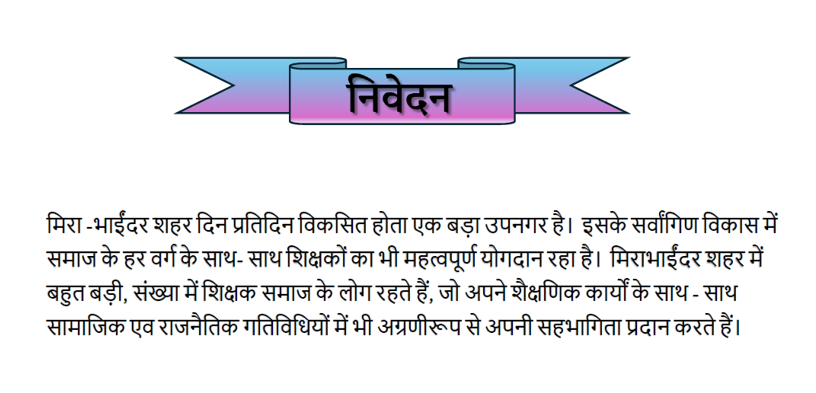 निवेदन
मिरा -भाईंदर शहर दिन प्रतिदिन विकसित होता एक बड़ा उपनगर है। इसके सर्वांगिण विकास में
समाज के हर वर्ग के साथ- साथ शिक्षकों का भी महत्वपूर्ण योगदान रहा है। मिराभाईंदर शहर में
बहुत बड़ी, संख्या में शिक्षक समाज के लोग रहते हैं, जो अपने शैक्षणिक कार्यों के साथ - साथ
सामाजिक एव राजनैतिक गतिविधियों में भी अग्रणीरूप से अपनी सहभागिता प्रदान करते हैं।